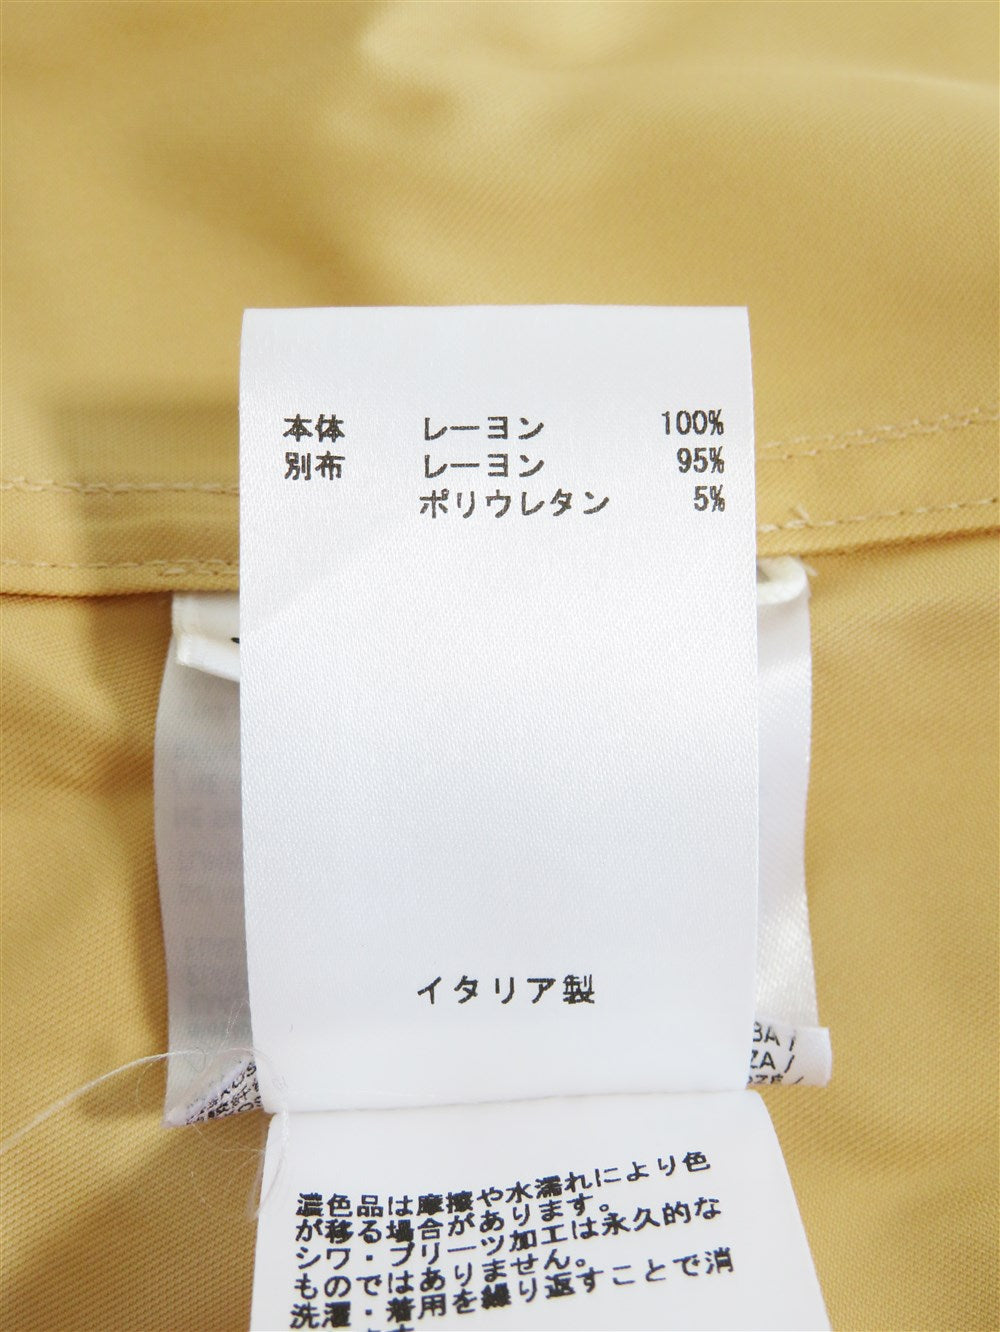 本体 レーヨン 100%
別布 レーヨン 95%
ポリウレタン 5%
イタリア製
BA /
ZA /
濃色品は摩擦や水濡れにより色
が移る場合があります。
シワ・プリーツ加工は永久的な
ものではありません。
洗濯・着用を繰り返すことで消